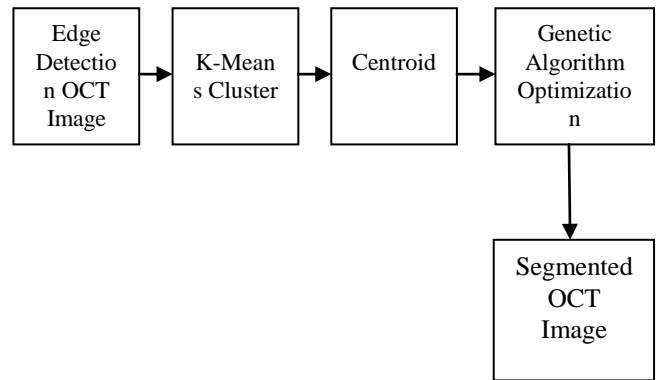 Edge
Detectio
n OCT
Image
K-Mean
s Cluster
Centroid
Genetic
Algorithm
Optimizatio
n
Segmented
OCT
Image